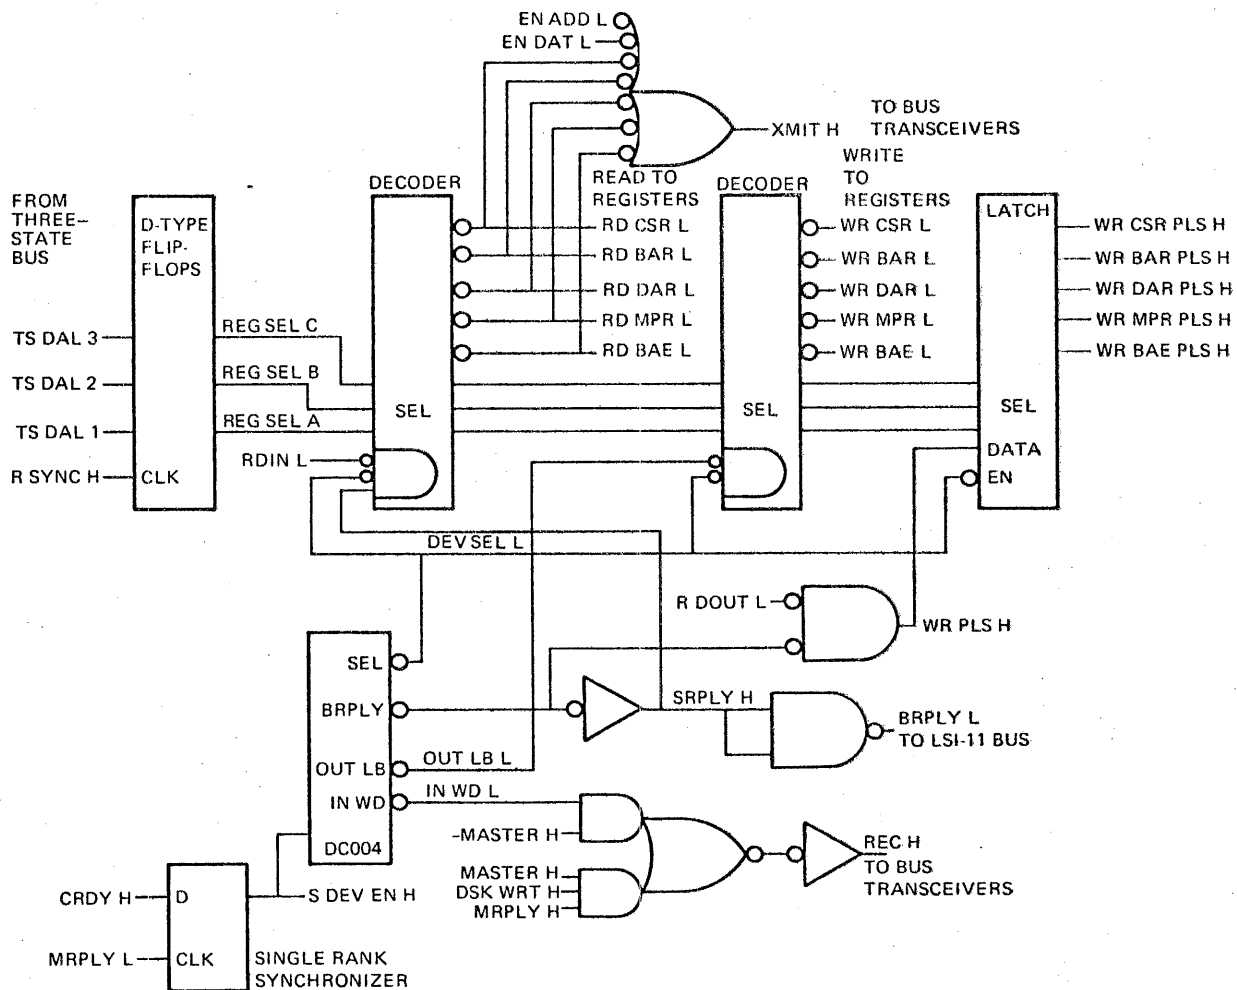 EN ADD L
EN DAT L
XMIT H
TO BUS
TRANSCEIVERS
DECODER
READ TO
REGISTERS
DECODER
WRITE
TO
REGISTERS
FROM
THREE-
STATE
BUS
D-TYPE
FLIP-
FLOPS
LATCH
RD CSR L
RD BAR L
RD DAR L
RD MPR L
RD BAE L
WR CSR L
WR BAR L
WR DAR L
WR MPR L
WR BAE L
WR CSR PLS H
WR BAR PLS H
WR DAR PLS H
WR MPR PLS H
WR BAE PLS H
TS DAL 3
TS DAL 2
TS DAL 1
R SYNC H
CLK
REG SEL C
REG SEL B
REG SEL A
SEL
SEL
SEL
DATA
EN
RDIN L
DEV SEL L
R DOUT L
WR PLS H
SEL
BRPLY
OUT LB
IN WD
DC004
SRPLY H
BRPLY L
TO LSI-11 BUS
OUT LB L
IN WD L
-MASTER H
MASTER H
DSK WRT H
MRPLY H
REC H
TO BUS
TRANSCEIVERS
CRDY H
D
S DEV EN H
MRPLY L
CLK
SINGLE RANK
SYNCHRONIZER